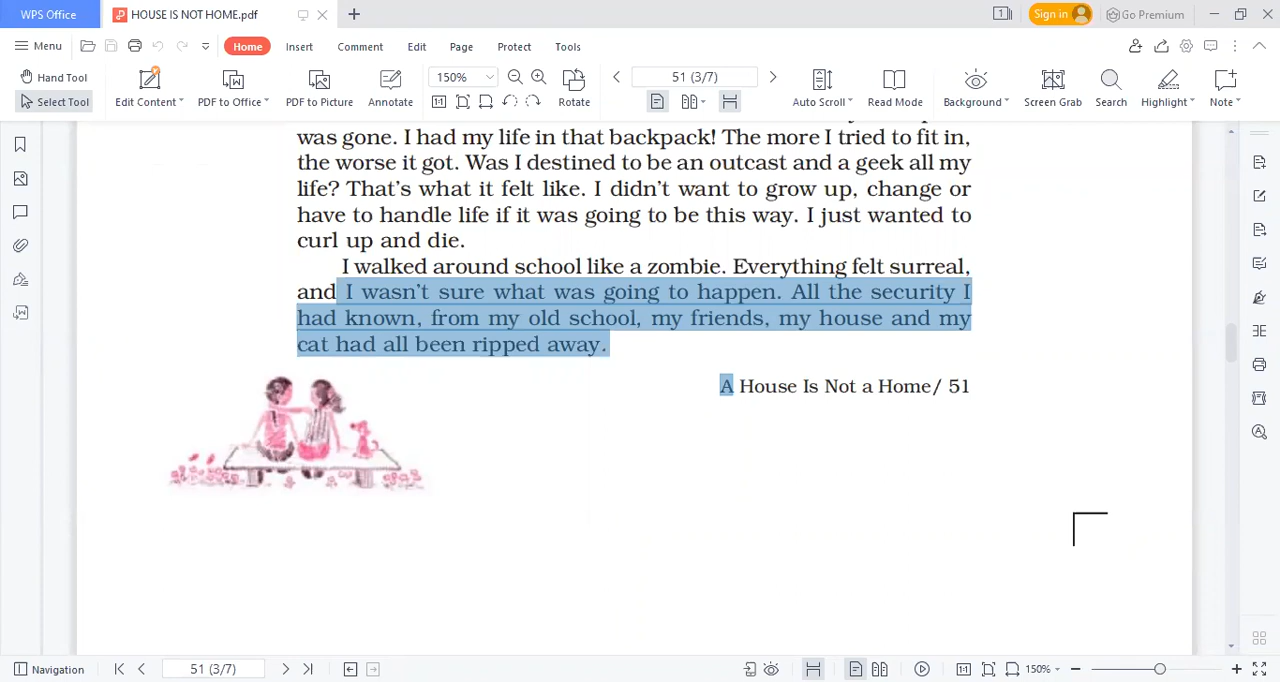 WPS Office
HOUSE IS NOT HOME.pdf
Sign in
Go Premium
Menu
Home
Insert
Comment
Edit
Page
Protect
Tools
Hand Tool
Select Tool
Edit Content
PDF to Office
PDF to Picture
Annotate
150%
Rotate
51 (3/7)
Auto Scroll
Read Mode
Background
Screen Grab
Search
Highlight
Note
was gone. I had my life in that backpack! The more I tried to fit in,
the worse it got. Was I destined to be an outcast and a geek all my
life? That's what it felt like. I didn't want to grow up, change or
have to handle life if it was going to be this way. I just wanted to
curl up and die.
I walked around school like a zombie. Everything felt surreal,
and I wasn't sure what was going to happen. All the security I
had known, from my old school, my friends, my house and my
cat had all been ripped away.
A House Is Not a Home/ 51
Navigation
51 (3/7)
150%